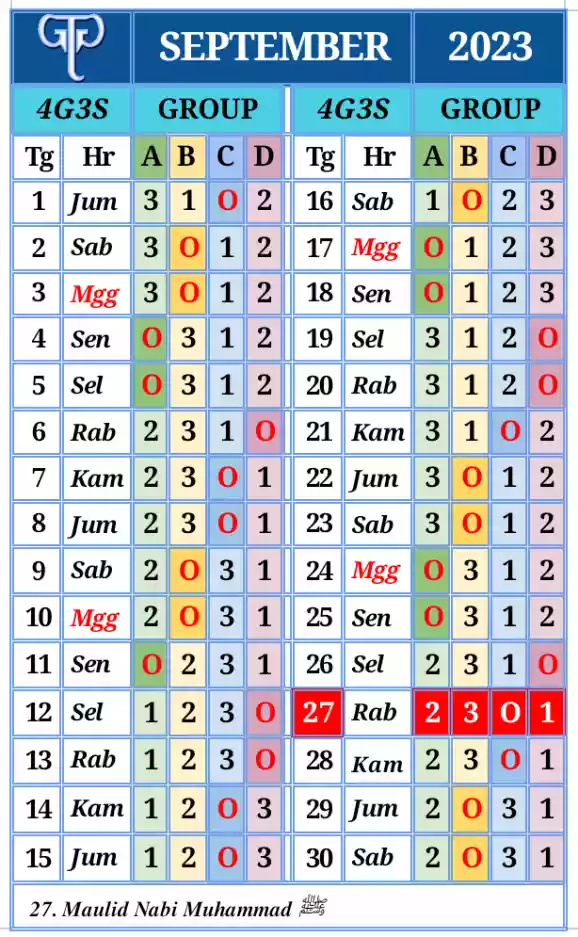 SEPTEMBER 2023
4G3S GROUP 4G3S GROUP
Tg Hr A B C D Tg Hr A B C D
1 Jum 3 1 O 2 16 Sab 1 O 2 3
2 Sab 3 O 1 2 17 Mgg O 1 2 3
3 Mgg 3 O 1 2 18 Sen O 1 2 3
4 Sen O 3 1 2 19 Sel 3 1 2 O
5 Sel O 3 1 2 20 Rab 3 1 2 O
6 Rab 2 3 1 O 21 Kam 3 1 O 2
7 Kam 2 3 O 1 22 Jum 3 O 1 2
8 Jum 2 3 O 1 23 Sab 3 O 1 2
9 Sab 2 O 3 1 24 Mgg O 3 1 2
10 Mgg 2 O 3 1 25 Sen O 3 1 2
11 Sen O 2 3 1 26 Sel 2 3 1 O
12 Sel 1 2 3 O 27 Rab 2 3 O 1
13 Rab 1 2 3 O 28 Kam 2 3 O 1
14 Kam 1 2 O 3 29 Jum 2 O 3 1
15 Jum 1 2 O 3 30 Sab 2 O 3 1
27. Maulid Nabi Muhammad ﷺ